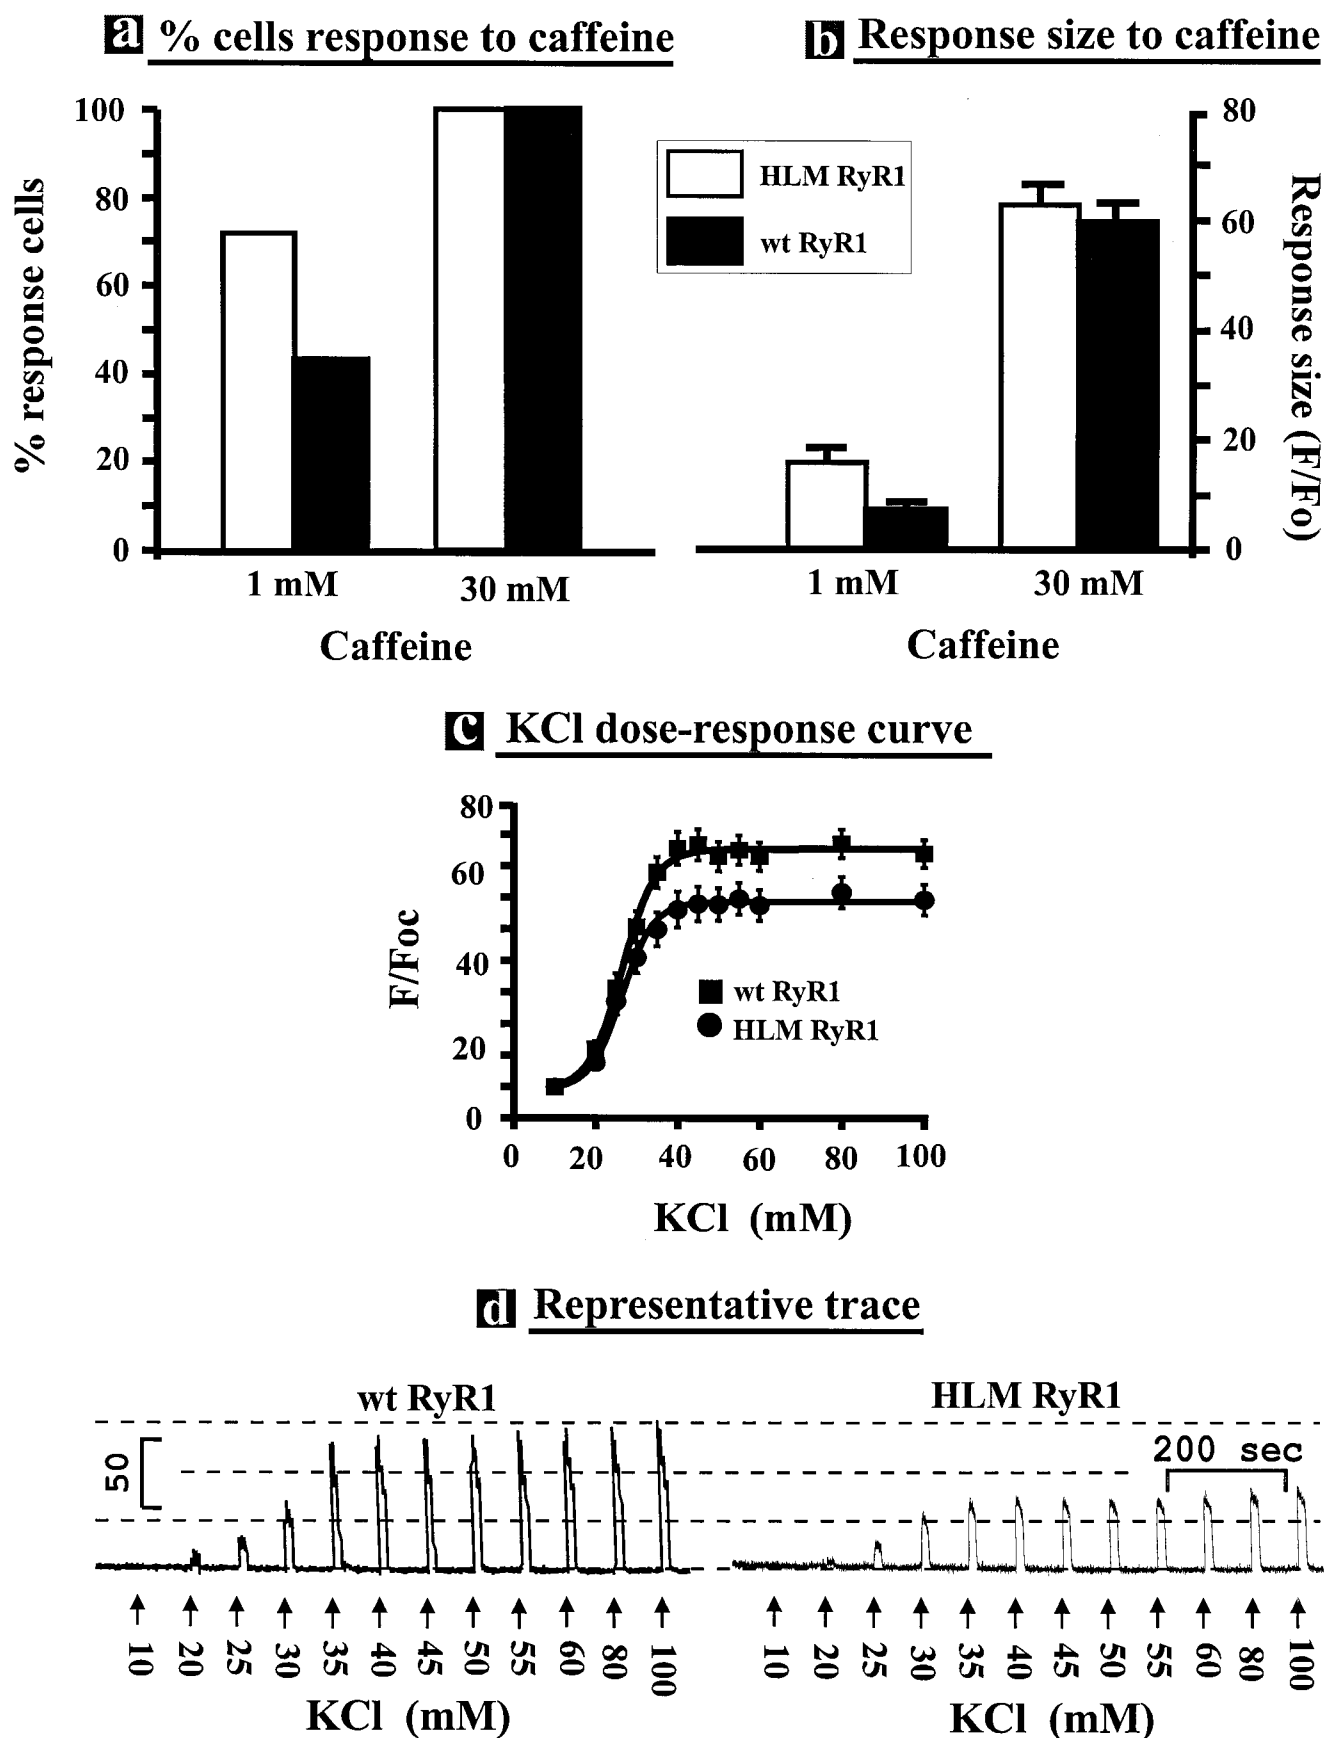 a % cells response to caffeine
b Response size to caffeine
% response cells
100
80
60
40
20
0
1 mM
30 mM
Caffeine
HLM RyR1
wt RyR1
80
60
40
20
0
Response size (F/Fo)
1 mM
30 mM
Caffeine
c KCl dose-response curve
F/Foc
80
60
40
20
0
wt RyR1
HLM RyR1
0 20 40 60 80 100
KCl (mM)
d Representative trace
wt RyR1
HLM RyR1
50
200 sec
10 20 25 30 35 40 45 50 55 60 80 100
KCl (mM)
10 20 25 30 35 40 45 50 55 60 80 100
KCl (mM)